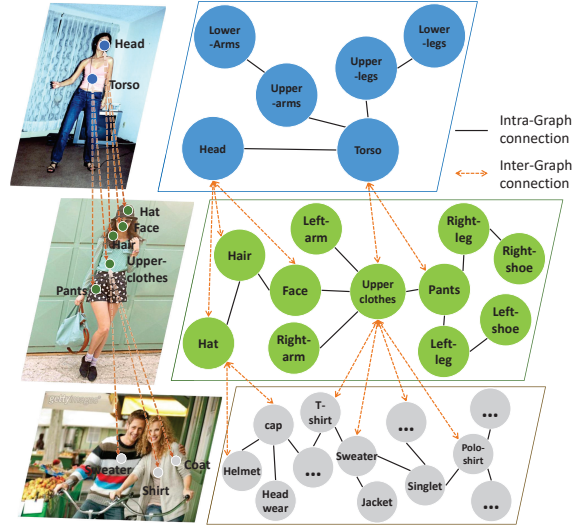 Head
Torso
Lower
-Arms
Upper
-arms
Upper
-legs
Lower
-legs
Head
Torso
Intra-Graph
connection
Inter-Graph
connection
Hat
Face
Hair
Upper-
clothes
Pants
Left-
arm
Hair
Face
Hat
Right-
arm
Upper
clothes
Pants
Right-
leg
Right-
shoe
Left-
shoe
Left-
leg
Sweater
Coat
Shirt
cap
T-
shirt
Helmet
Head
wear
...
Sweater
Jacket
...
Singlet
Polo-
shirt
...
...